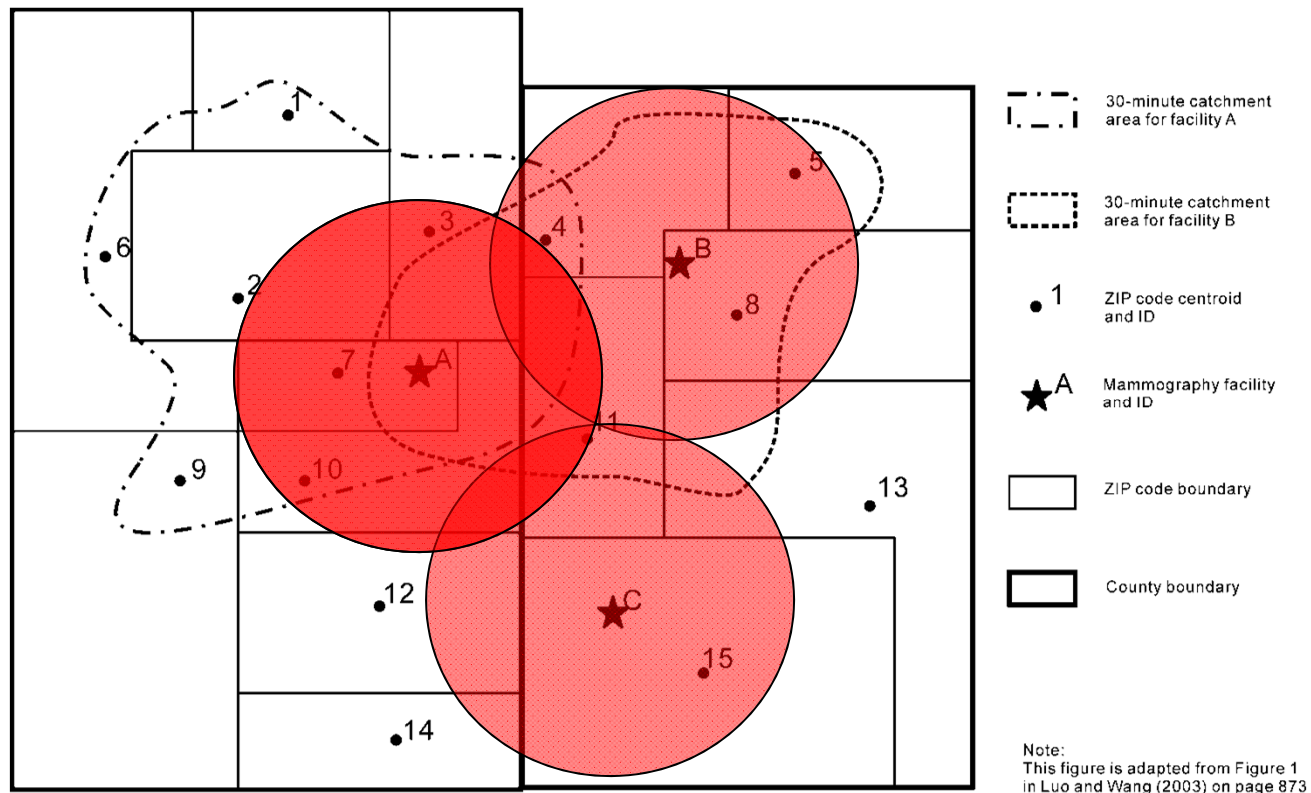 1
5
3
4
6
B
2
8
7
A
11
9
10
13
12
C
15
14
30-minute catchment
area for facility A
30-minute catchment
area for facility B
1
ZIP code centroid
and ID
A
Mammography facility
and ID
ZIP code boundary
County boundary
Note:
This figure is adapted from Figure 1
in Luo and Wang (2003) on page 873